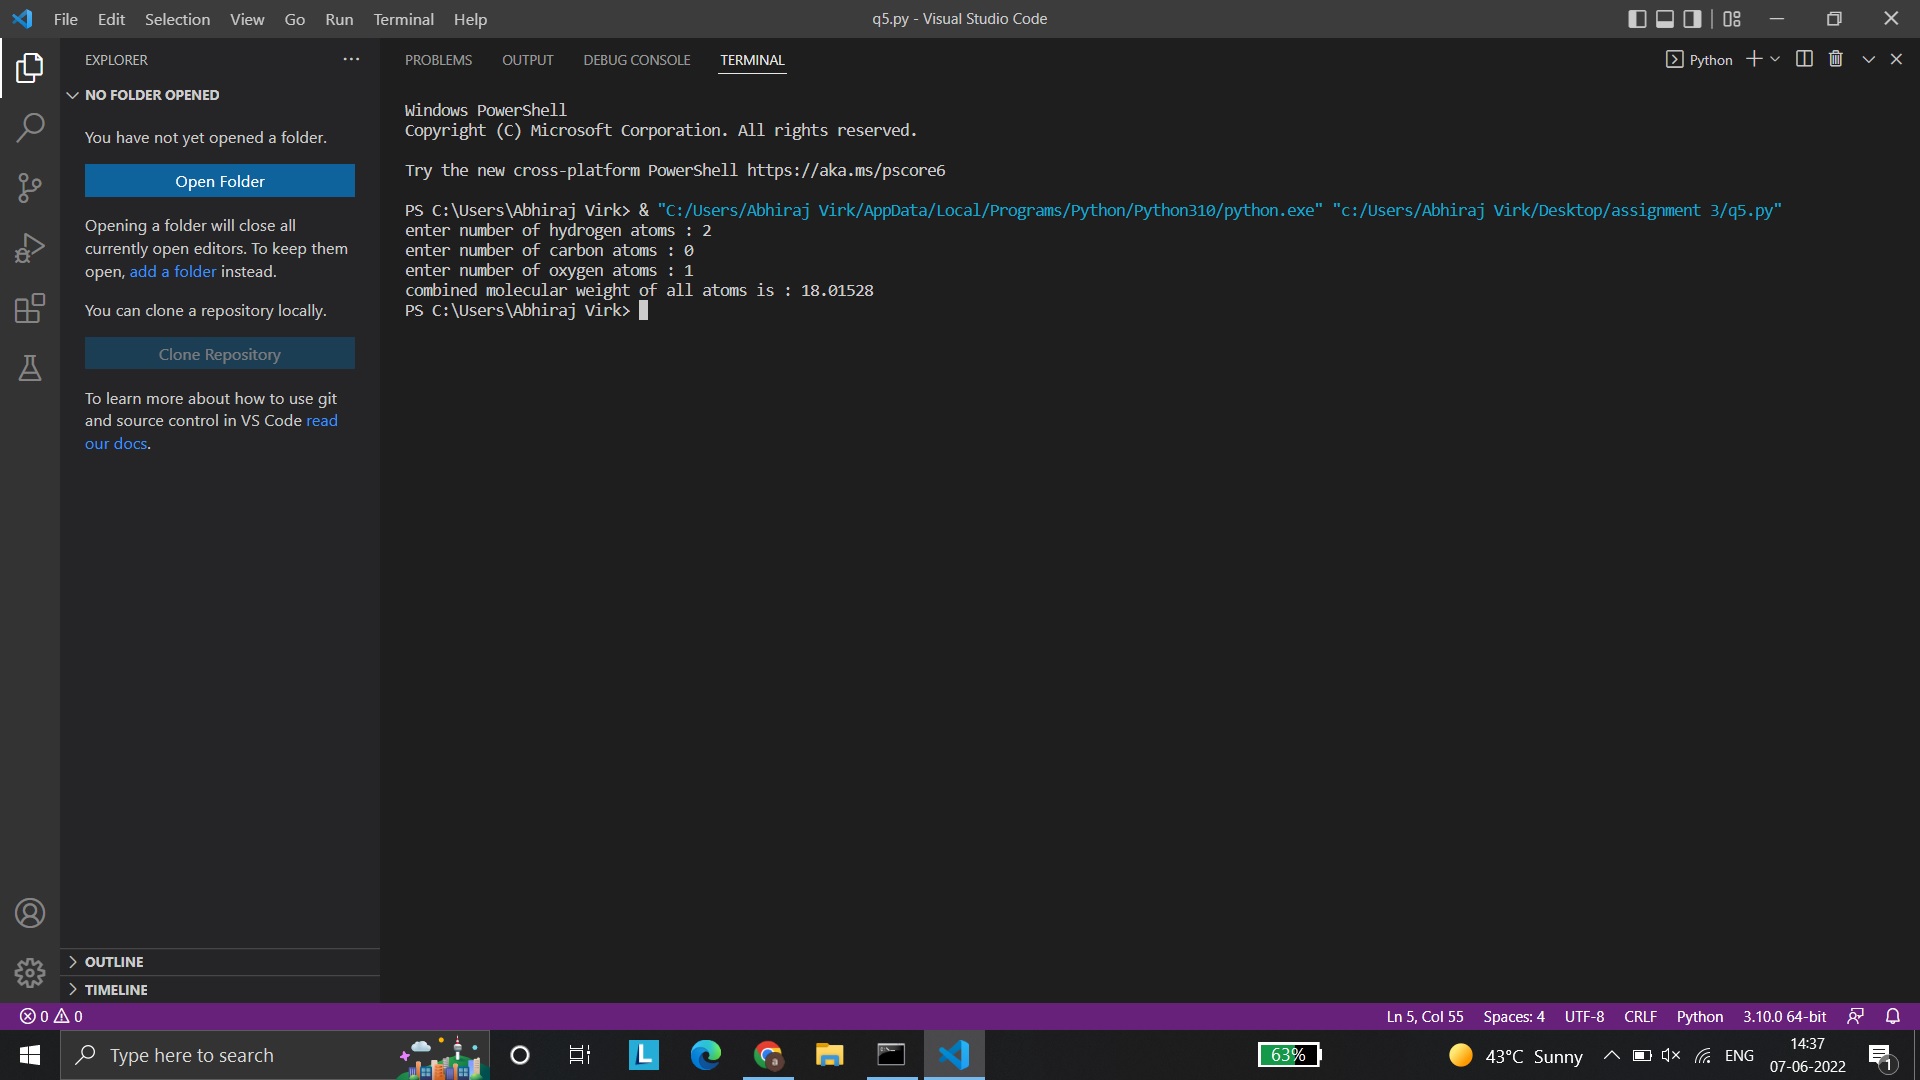 File Edit Selection View Go Run Terminal Help
q5.py - Visual Studio Code
EXPLORER
NO FOLDER OPENED
You have not yet opened a folder.
Open Folder
Opening a folder will close all
currently open editors. To keep them
open, add a folder instead.
You can clone a repository locally.
Clone Repository
To learn more about how to use git
and source control in VS Code read
our docs.
OUTLINE
TIMELINE
PROBLEMS OUTPUT DEBUG CONSOLE TERMINAL
Python
Windows PowerShell
Copyright (C) Microsoft Corporation. All rights reserved.
Try the new cross-platform PowerShell https://aka.ms/pscore6
PS C:\Users\Abhiraj Virk> & "C:/Users/Abhiraj Virk/AppData/Local/Programs/Python/Python310/python.exe" "c:/Users/Abhiraj Virk/Desktop/assignment 3/q5.py"
enter number of hydrogen atoms : 2
enter number of carbon atoms : 0
enter number of oxygen atoms : 1
combined molecular weight of all atoms is : 18.01528
PS C:\Users\Abhiraj Virk>
0 0
Ln 5, Col 55 Spaces: 4 UTF-8 CRLF Python 3.10.0 64-bit
Type here to search
L
a
63%
43°C Sunny
ENG
14:37
07-06-2022
1